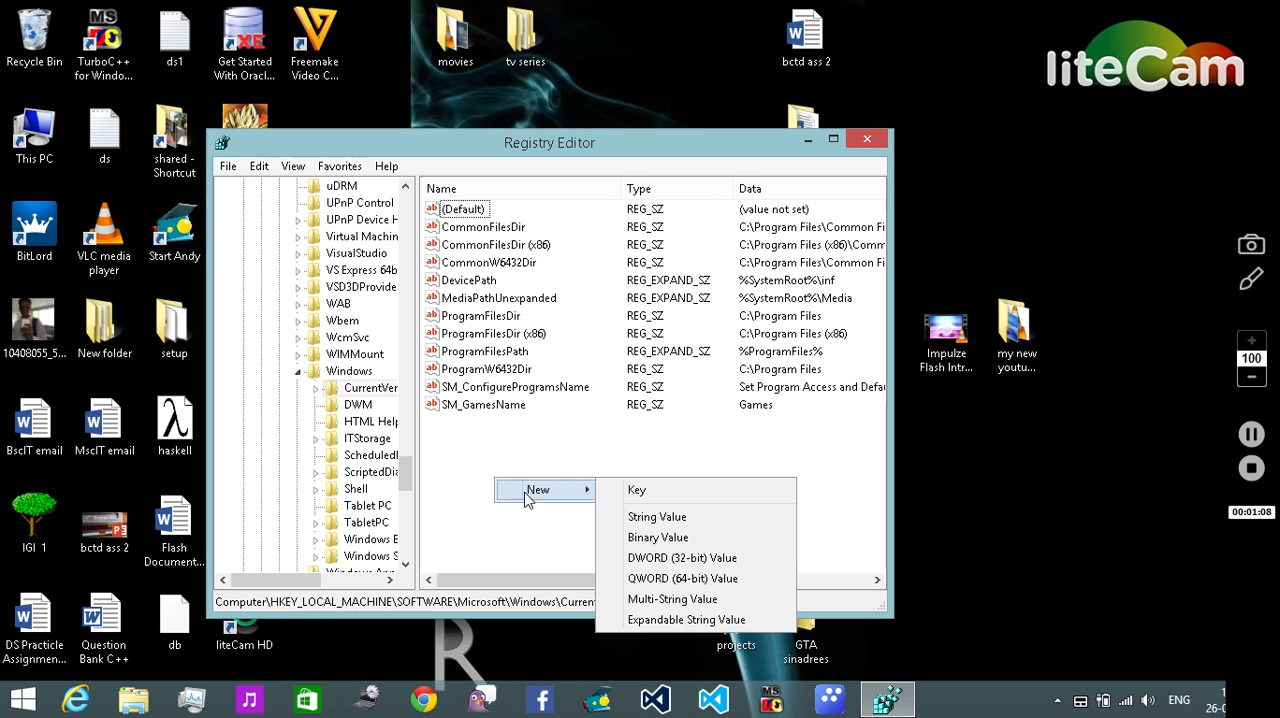 Recycle Bin
TurboC++
for Windo...
ds1
Get Started
With Oracl...
Freemake
Video C...
movies
tv series
bctd ass 2
liteCam
This PC
ds
shared -
Shortcut
Registry Editor
File Edit View Favorites Help
Name Type Data
uDRM
UPnP Control
UPnP Device H
Virtual Machin
VisualStudio
VS Express 64b
VSD3DProvide
WAB
Wbem
WcmSvc
WIMMount
Windows
CurrentVer
DWM
HTML Help
ITStorage
Scheduled
ScriptedDia
Shell
Tablet PC
TabletPC
Windows E
Windows S
(Default) REG_SZ (value not set)
CommonFilesDir REG_SZ C:\Program Files\Common Fi
CommonFilesDir (x86) REG_SZ C:\Program Files (x86)\Comm
CommonW6432Dir REG_SZ C:\Program Files\Common Fi
DevicePath REG_EXPAND_SZ %SystemRoot%\inf
MediaPathUnexpanded REG_EXPAND_SZ %SystemRoot%\Media
ProgramFilesDir REG_SZ C:\Program Files
ProgramFilesDir (x86) REG_SZ C:\Program Files (x86)
ProgramFilesPath REG_EXPAND_SZ %ProgramFiles%
ProgramW6432Dir REG_SZ C:\Program Files
SM_ConfigureProgramsName REG_SZ Set Program Access and Defa
SM_GamesName REG_SZ Games
New
Key
String Value
Binary Value
DWORD (32-bit) Value
QWORD (64-bit) Value
Multi-String Value
Expandable String Value
Computer\HKEY_LOCAL_MACHINE\SOFTWARE\Microsoft\Windows\Current
BitLord
VLC media
player
Start Andy
10408055_5...
New folder
setup
Impulze
Flash Intr...
my new
youtu...
100
BscIT email
MscIT email
haskell
00:01:08
IGI 1
bctd ass 2
Flash
Document...
DS Practicle
Assignmen...
Question
Bank C++
db
liteCam HD
R
projects
GTA
sinadrees
MS
ENG
26-0